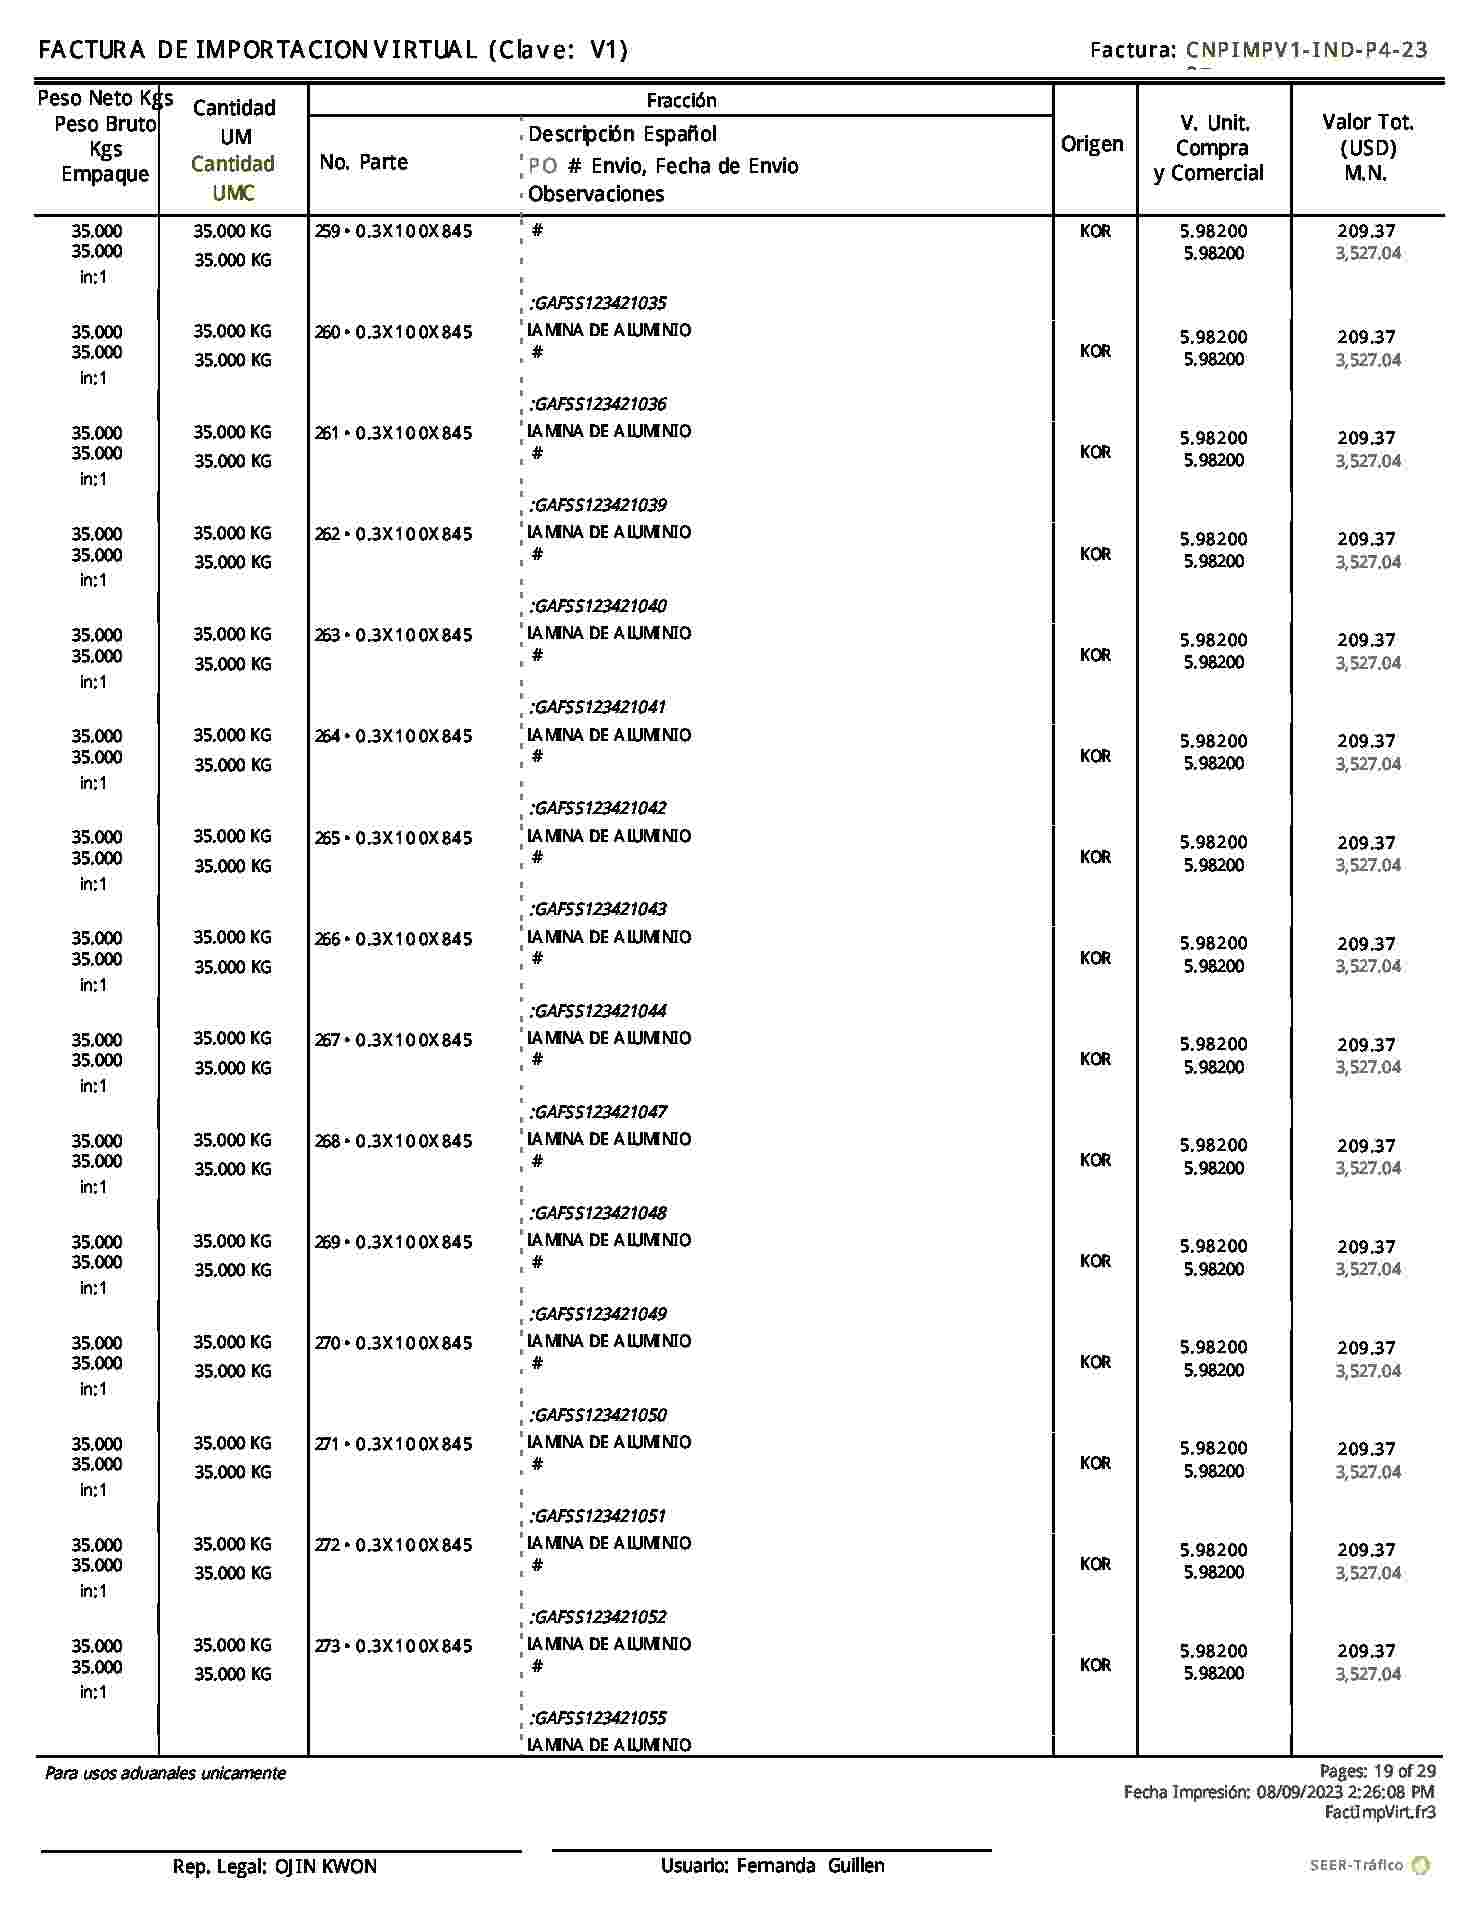 FACTURA DE IMPORTACION VIRTUAL (Clave: V1)
Factura: CNPIMPV1-IND-P4-23
Peso Neto Kgs
Peso Bruto
Kgs
Empaque
Cantidad
UM
Cantidad
UMC
Fracción
No. Parte
Descripción Español
PO # Envio, Fecha de Envio
Observaciones
Origen
V. Unit.
Compra
y Comercial
Valor Tot.
(USD)
M.N.
35.000 35.000 KG 259 • 0.3X100X845 # KOR 5.98200 209.37
35.000 35.000 KG 5.98200 3,527.04
in:1
:GAFSS123421035
35.000 35.000 KG 260 • 0.3X100X845 LAMINA DE ALUMINIO 5.98200 209.37
35.000 35.000 KG # KOR 5.98200 3,527.04
in:1
:GAFSS123421036
35.000 35.000 KG 261 • 0.3X100X845 LAMINA DE ALUMINIO 5.98200 209.37
35.000 35.000 KG # KOR 5.98200 3,527.04
in:1
:GAFSS123421039
35.000 35.000 KG 262 • 0.3X100X845 LAMINA DE ALUMINIO 5.98200 209.37
35.000 35.000 KG # KOR 5.98200 3,527.04
in:1
:GAFSS123421040
35.000 35.000 KG 263 • 0.3X100X845 LAMINA DE ALUMINIO 5.98200 209.37
35.000 35.000 KG # KOR 5.98200 3,527.04
in:1
:GAFSS123421041
35.000 35.000 KG 264 • 0.3X100X845 LAMINA DE ALUMINIO 5.98200 209.37
35.000 35.000 KG # KOR 5.98200 3,527.04
in:1
:GAFSS123421042
35.000 35.000 KG 265 • 0.3X100X845 LAMINA DE ALUMINIO 5.98200 209.37
35.000 35.000 KG # KOR 5.98200 3,527.04
in:1
:GAFSS123421043
35.000 35.000 KG 266 • 0.3X100X845 LAMINA DE ALUMINIO 5.98200 209.37
35.000 35.000 KG # KOR 5.98200 3,527.04
in:1
:GAFSS123421044
35.000 35.000 KG 267 • 0.3X100X845 LAMINA DE ALUMINIO 5.98200 209.37
35.000 35.000 KG # KOR 5.98200 3,527.04
in:1
:GAFSS123421047
35.000 35.000 KG 268 • 0.3X100X845 LAMINA DE ALUMINIO 5.98200 209.37
35.000 35.000 KG # KOR 5.98200 3,527.04
in:1
:GAFSS123421048
35.000 35.000 KG 269 • 0.3X100X845 LAMINA DE ALUMINIO 5.98200 209.37
35.000 35.000 KG # KOR 5.98200 3,527.04
in:1
:GAFSS123421049
35.000 35.000 KG 270 • 0.3X100X845 LAMINA DE ALUMINIO 5.98200 209.37
35.000 35.000 KG # KOR 5.98200 3,527.04
in:1
:GAFSS123421050
35.000 35.000 KG 271 • 0.3X100X845 LAMINA DE ALUMINIO 5.98200 209.37
35.000 35.000 KG # KOR 5.98200 3,527.04
in:1
:GAFSS123421051
35.000 35.000 KG 272 • 0.3X100X845 LAMINA DE ALUMINIO 5.98200 209.37
35.000 35.000 KG # KOR 5.98200 3,527.04
in:1
:GAFSS123421052
35.000 35.000 KG 273 • 0.3X100X845 LAMINA DE ALUMINIO 5.98200 209.37
35.000 35.000 KG # KOR 5.98200 3,527.04
in:1
:GAFSS123421055
LAMINA DE ALUMINIO
Para usos aduanales unicamente
Pages: 19 of 29
Fecha Impresión: 08/09/2023 2:26:08 PM
FactImpVirt.fr3
Rep. Legal: OJIN KWON
Usuario: Fernanda Guillen
SEER-Tráfico